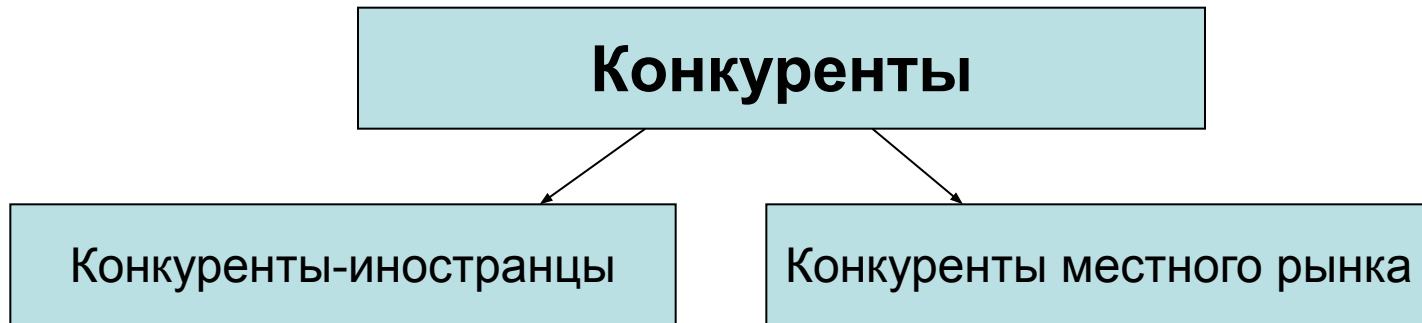 Конкуренты
Конкуренты-иностранцы
Конкуренты местного рынка